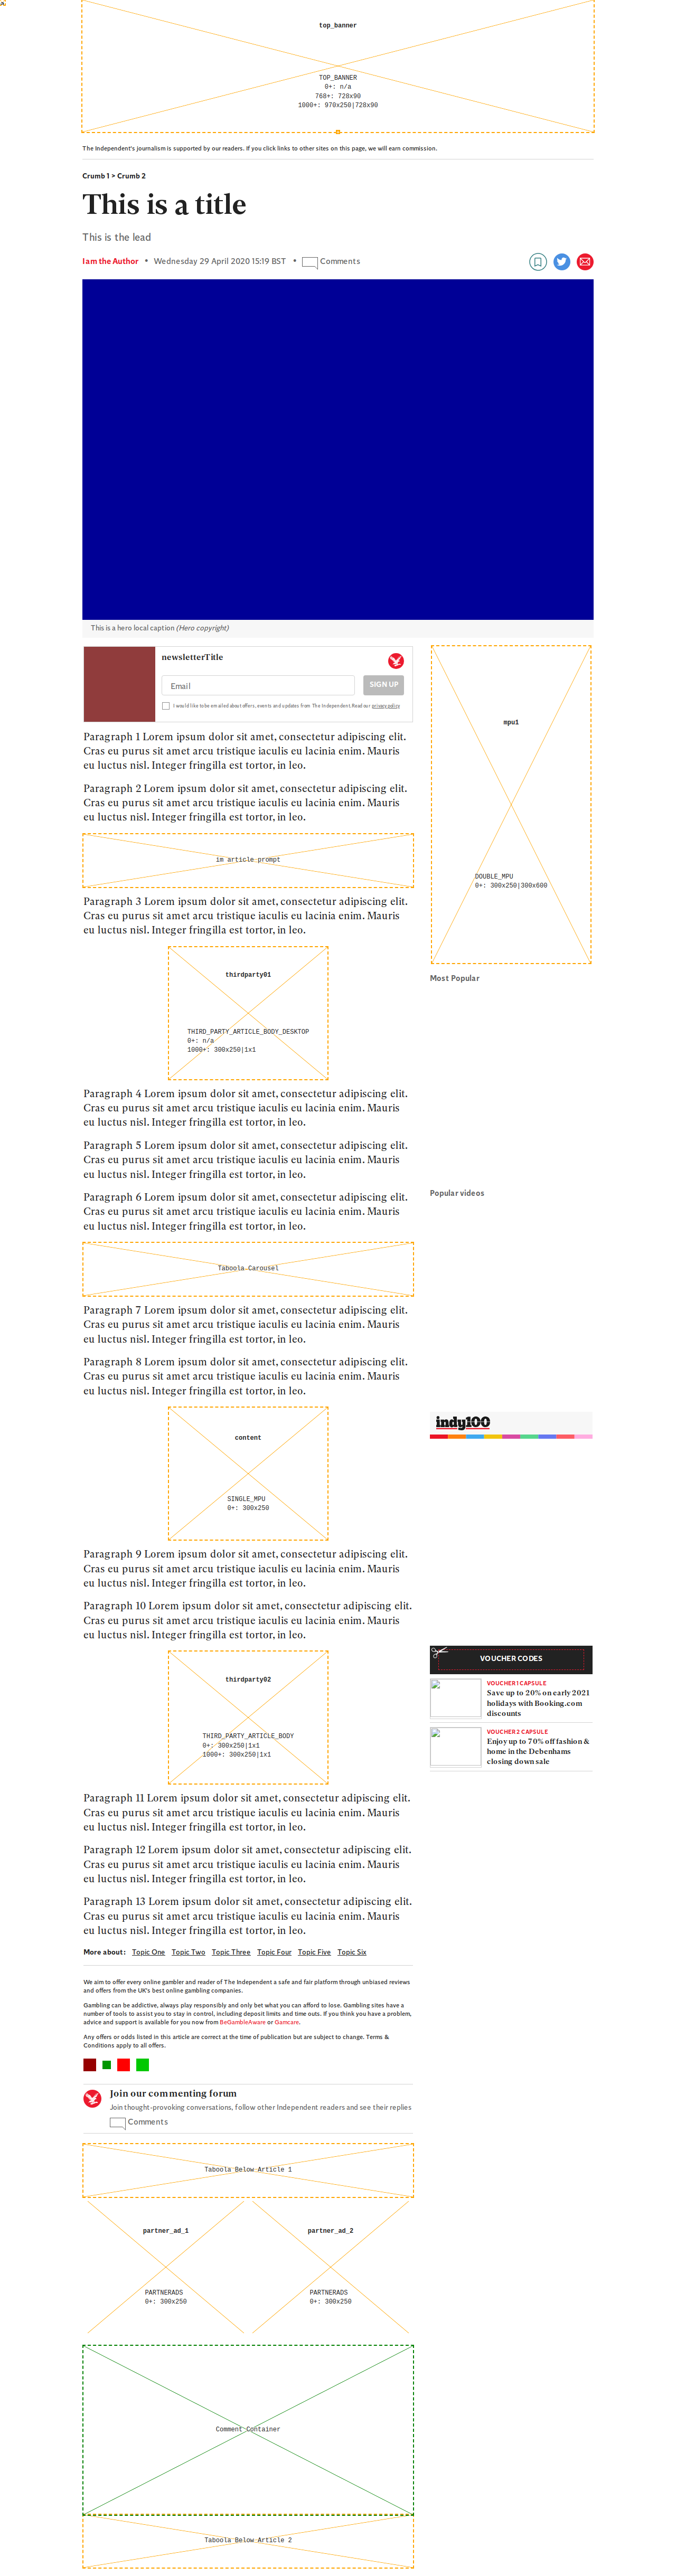 top_banner
TOP_BANNER
0+: n/a
768+: 728x90
1000+: 970x250|728x90
The Independent's journalism is supported by our readers. If you click links to other sites on this page, we will earn commission.
Crumb 1 > Crumb 2
This is a title
This is the lead
I am the Author • Wednesday 29 April 2020 15:19 BST • Comments
This is a hero local caption (Hero copyright)
newsletterTitle
Email
SIGN UP
I would like to be emailed about offers, events and updates from The Independent. Read our privacy policy
Paragraph 1 Lorem ipsum dolor sit amet, consectetur adipiscing elit.
Cras eu purus sit amet arcu tristique iaculis eu lacinia enim. Mauris
eu luctus nisl. Integer fringilla est tortor, in leo.
Paragraph 2 Lorem ipsum dolor sit amet, consectetur adipiscing elit.
Cras eu purus sit amet arcu tristique iaculis eu lacinia enim. Mauris
eu luctus nisl. Integer fringilla est tortor, in leo.
im article prompt
Paragraph 3 Lorem ipsum dolor sit amet, consectetur adipiscing elit.
Cras eu purus sit amet arcu tristique iaculis eu lacinia enim. Mauris
eu luctus nisl. Integer fringilla est tortor, in leo.
thirdparty01
THIRD_PARTY_ARTICLE_BODY_DESKTOP
0+: n/a
1000+: 300x250|1x1
Paragraph 4 Lorem ipsum dolor sit amet, consectetur adipiscing elit.
Cras eu purus sit amet arcu tristique iaculis eu lacinia enim. Mauris
eu luctus nisl. Integer fringilla est tortor, in leo.
Paragraph 5 Lorem ipsum dolor sit amet, consectetur adipiscing elit.
Cras eu purus sit amet arcu tristique iaculis eu lacinia enim. Mauris
eu luctus nisl. Integer fringilla est tortor, in leo.
Paragraph 6 Lorem ipsum dolor sit amet, consectetur adipiscing elit.
Cras eu purus sit amet arcu tristique iaculis eu lacinia enim. Mauris
eu luctus nisl. Integer fringilla est tortor, in leo.
Taboola Carousel
Paragraph 7 Lorem ipsum dolor sit amet, consectetur adipiscing elit.
Cras eu purus sit amet arcu tristique iaculis eu lacinia enim. Mauris
eu luctus nisl. Integer fringilla est tortor, in leo.
Paragraph 8 Lorem ipsum dolor sit amet, consectetur adipiscing elit.
Cras eu purus sit amet arcu tristique iaculis eu lacinia enim. Mauris
eu luctus nisl. Integer fringilla est tortor, in leo.
content
SINGLE_MPU
0+: 300x250
Paragraph 9 Lorem ipsum dolor sit amet, consectetur adipiscing elit.
Cras eu purus sit amet arcu tristique iaculis eu lacinia enim. Mauris
eu luctus nisl. Integer fringilla est tortor, in leo.
Paragraph 10 Lorem ipsum dolor sit amet, consectetur adipiscing elit.
Cras eu purus sit amet arcu tristique iaculis eu lacinia enim. Mauris
eu luctus nisl. Integer fringilla est tortor, in leo.
thirdparty02
THIRD_PARTY_ARTICLE_BODY
0+: 300x250|1x1
1000+: 300x250|1x1
Paragraph 11 Lorem ipsum dolor sit amet, consectetur adipiscing elit.
Cras eu purus sit amet arcu tristique iaculis eu lacinia enim. Mauris
eu luctus nisl. Integer fringilla est tortor, in leo.
Paragraph 12 Lorem ipsum dolor sit amet, consectetur adipiscing elit.
Cras eu purus sit amet arcu tristique iaculis eu lacinia enim. Mauris
eu luctus nisl. Integer fringilla est tortor, in leo.
Paragraph 13 Lorem ipsum dolor sit amet, consectetur adipiscing elit.
Cras eu purus sit amet arcu tristique iaculis eu lacinia enim. Mauris
eu luctus nisl. Integer fringilla est tortor, in leo.
More about: Topic One Topic Two Topic Three Topic Four Topic Five Topic Six
We aim to offer every online gambler and reader of The Independent a safe and fair platform through unbiased reviews
and offers from the UK's best online gambling companies.
Gambling can be addictive, always play responsibly and only bet what you can afford to lose. Gambling sites have a
number of tools to assist you to stay in control, including deposit limits and time outs. If you think you have a problem,
advice and support is available for you now from BeGambleAware or Gamcare.
Any offers or odds listed in this article are correct at the time of publication but are subject to change. Terms &
Conditions apply to all offers.
Join our commenting forum
Join thought-provoking conversations, follow other Independent readers and see their replies
Comments
Taboola Below Article 1
partner_ad_1
PARTNERADS
0+: 300x250
partner_ad_2
PARTNERADS
0+: 300x250
Comment Container
Taboola Below Article 2
mpu1
DOUBLE_MPU
0+: 300x250|300x600
Most Popular
Popular videos
indy100
VOUCHER CODES
VOUCHER 1 CAPSULE
Save up to 20% on early 2021
holidays with Booking.com
discounts
VOUCHER 2 CAPSULE
Enjoy up to 70% off fashion &
home in the Debenhams
closing down sale